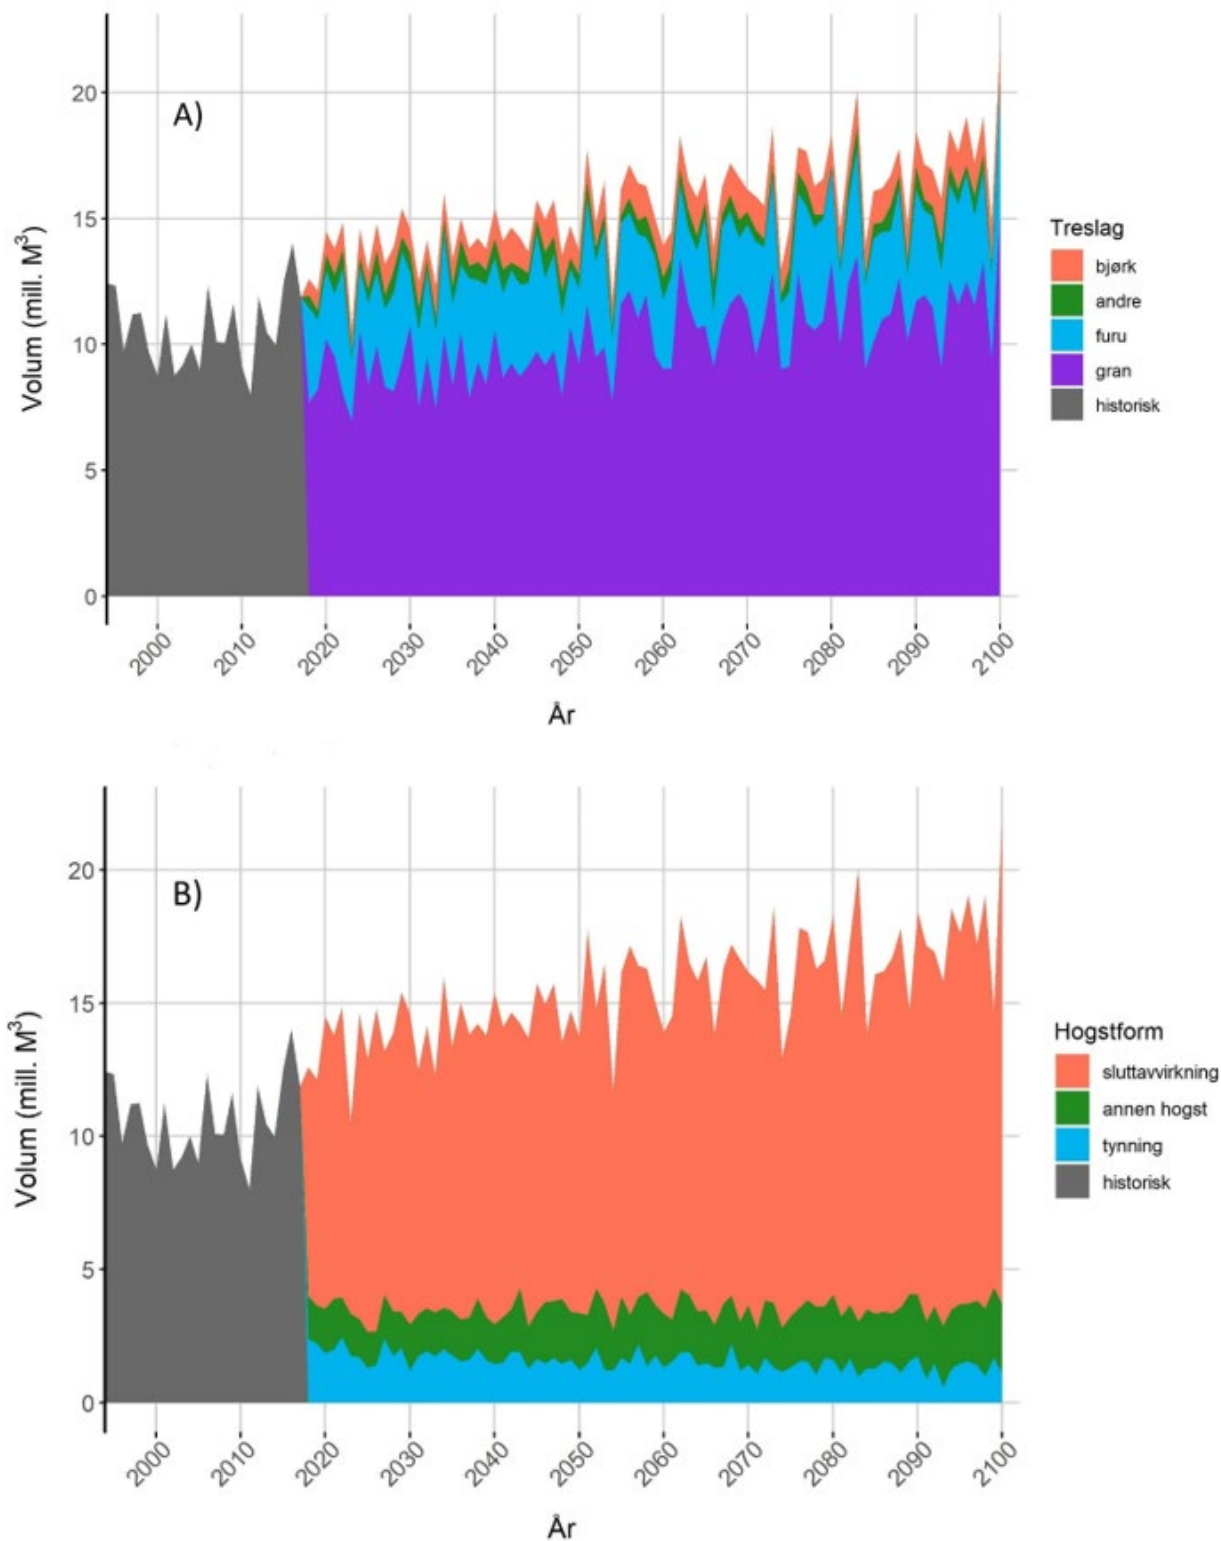 A)
Volum (mill. M³)
20
15
10
5
0
2000 2010 2020 2030 2040 2050 2060 2070 2080 2090 2100
År
Treslag
bjørk
andre
furu
gran
historisk
B)
Volum (mill. M³)
20
15
10
5
0
2000 2010 2020 2030 2040 2050 2060 2070 2080 2090 2100
År
Hogstform
sluttavvirkning
annen hogst
tynning
historisk